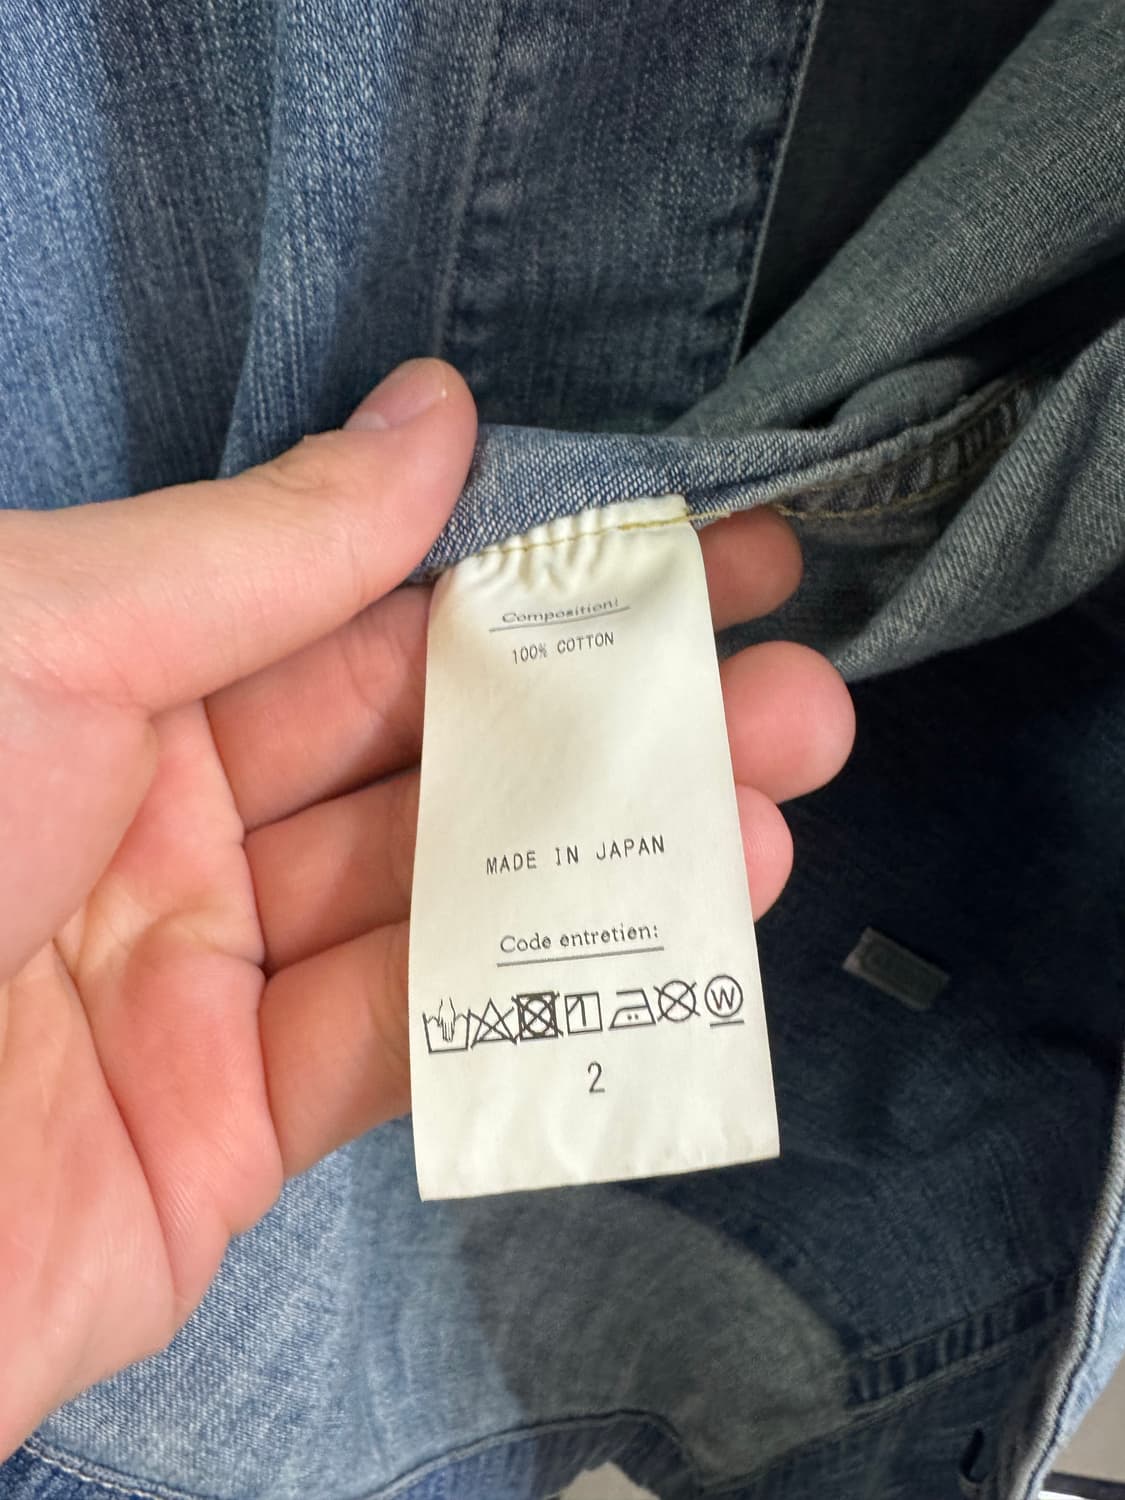 Composition:
100% COTTON
MADE IN JAPAN
Code entretien:
W
2